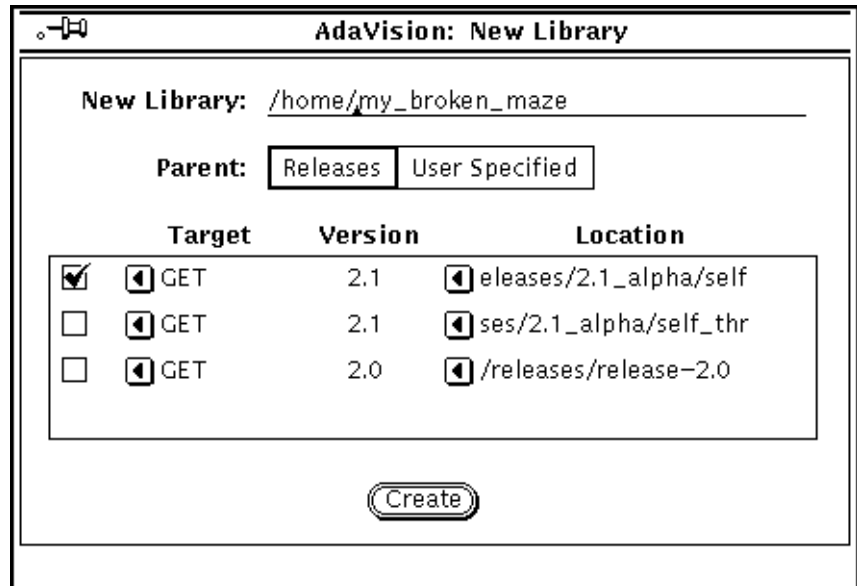 AdaVision: New Library
New Library: /home/my_broken_maze
Parent: Releases User Specified
Target Version Location
GET 2.1 eleases/2.1_alpha/self
GET 2.1 ses/2.1_alpha/self_thr
GET 2.0 /releases/release-2.0
Create